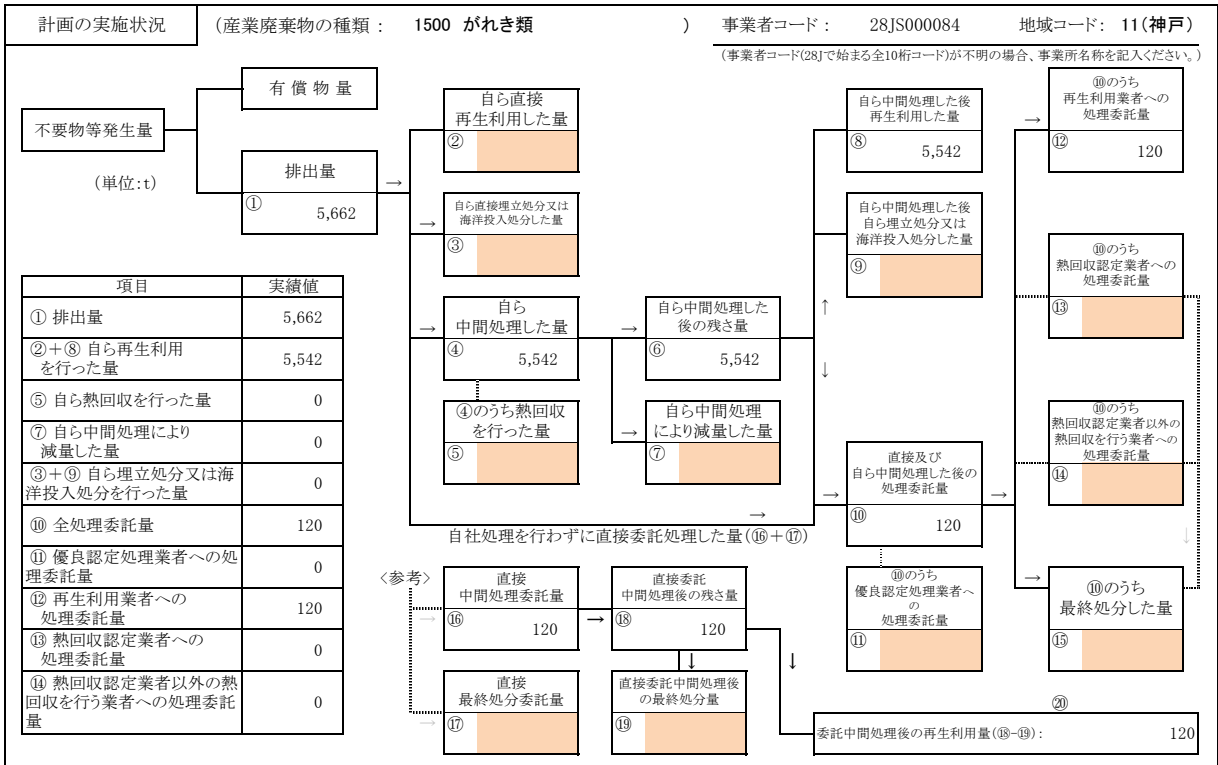 計画の実施状況
(産業廃棄物の種類： 1500 がれき類 )
事業者コード： 28JS000084
地域コード： 11(神戸)
(事業者コード(28Jで始まる全10桁コード)が不明の場合、事業所名称を記入ください。)
不要物等発生量
(単位:t)
有償物量
排出量
→
① 5,662
自ら直接
再生利用した量
②
→
自ら直接埋立処分又は
海洋投入処分した量
③
→
自ら
中間処理した量
④ 5,542
④のうち熱回収
を行った量
⑤
→
自ら中間処理した
後の残さ量
⑥ 5,542
→
自ら中間処理
により減量した量
⑦
自ら中間処理した後
再生利用した量
⑧ 5,542
自ら中間処理した後
自ら埋立処分又は
海洋投入処分した量
⑨
↑
↓
→
直接及び
自ら中間処理した後の
処理委託量
⑩ 120
→
⑩のうち
優良認定処理業者へ
の
処理委託量
⑪
→
⑩のうち
再生利用業者への
処理委託量
⑫ 120
⑩のうち
熱回収認定業者への
処理委託量
⑬
⑩のうち
熱回収認定業者以外の
熱回収を行う業者への
処理委託量
⑭
↓
→
⑩のうち
最終処分した量
⑮
→
自社処理を行わずに直接委託処理した量(⑯＋⑰)
〈参考〉
直接
中間処理委託量
→
⑯ 120
→
直接委託
中間処理後の残さ量
⑱ 120
↓
↓
直接
最終処分委託量
→
⑰
直接委託中間処理後
の最終処分量
⑲
⑳
委託中間処理後の再生利用量(⑱-⑲)： 120
項目 実績値
① 排出量 5,662
②＋⑧ 自ら再生利用
を行った量 5,542
⑤ 自ら熱回収を行った量 0
⑦ 自ら中間処理により
減量した量 0
③＋⑨ 自ら埋立処分又は海
洋投入処分を行った量 0
⑩ 全処理委託量 120
⑪ 優良認定処理業者への処
理委託量 0
⑫ 再生利用業者への
処理委託量 120
⑬ 熱回収認定業者への
処理委託量 0
⑭ 熱回収認定業者以外の熱
回収を行う業者への処理委託
量 0